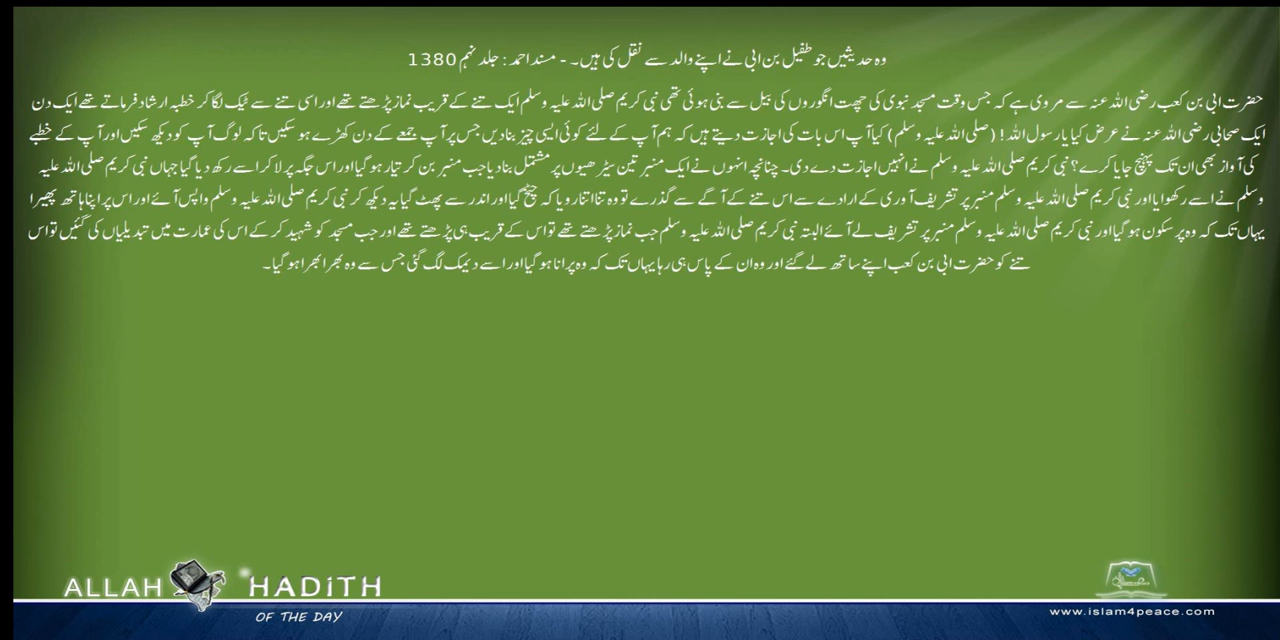 وہ حدیثیں جو طفیل بن ابی نے اپنے والد سے نقل کی ہیں۔ - مسند احمد : جلد نہم 1380
حضرت ابی بن کعب رضی اللہ عنہ سے مروی ہے کہ جس وقت مسجد نبوی کی چھت انگوروں کی بیل سے بنی ہوئی تھی نبی کریم صلی اللہ علیہ وسلم ایک تنے کے قریب نماز پڑھتے تھے اور اسی تنے سے ٹیک لگا کر خطبہ ارشاد فرماتے تھے ایک دن
ایک صحابی رضی اللہ عنہ نے عرض کیا یا رسول اللہ ! (صلی اللہ علیہ وسلم) کیا آپ اس بات کی اجازت دیتے ہیں کہ ہم آپ کے لئے کوئی ایسی چیز بنا دیں جس پر آپ جمعے کے دن کھڑے ہو سکیں تاکہ لوگ آپ کو دیکھ سکیں اور آپ کے خطبے
کی آواز بھی ان تک پہنچ جایا کرے؟ نبی کریم صلی اللہ علیہ وسلم نے انہیں اجازت دے دی۔ چنانچہ انہوں نے ایک منبر تین سیڑھیوں پر مشتمل بنا دیا جب منبر بن کر تیار ہو گیا اور اس جگہ پر لا کر اسے رکھ دیا گیا جہاں نبی کریم صلی اللہ علیہ
وسلم نے اسے رکھوایا اور نبی کریم صلی اللہ علیہ وسلم منبر پر تشریف آوری کے ارادے سے اس تنے کے آگے سے گذرے تو وہ تنا اتنا رویا کہ چیخ گیا اور اندر سے پھٹ گیا یہ دیکھ کر نبی کریم صلی اللہ علیہ وسلم واپس آئے اور اس پر اپنا ہاتھ پھیرا
یہاں تک کہ وہ پر سکون ہو گیا اور نبی کریم صلی اللہ علیہ وسلم منبر پر تشریف لے آئے البتہ نبی کریم صلی اللہ علیہ وسلم جب نماز پڑھتے تھے تو اس کے قریب ہی پڑھتے تھے اور جب مسجد کو شہید کر کے اس کی عمارت میں تبدیلیاں کی گئیں تو اس
تنے کو حضرت ابی بن کعب اپنے ساتھ لے گئے اور وہ ان کے پاس ہی رہا یہاں تک کہ وہ پرانا ہو گیا اور اسے دیمک لگ گئی جس سے وہ بھرا بھرا ہو گیا۔
ALLAH HADITH
OF THE DAY
www.islam4peace.com